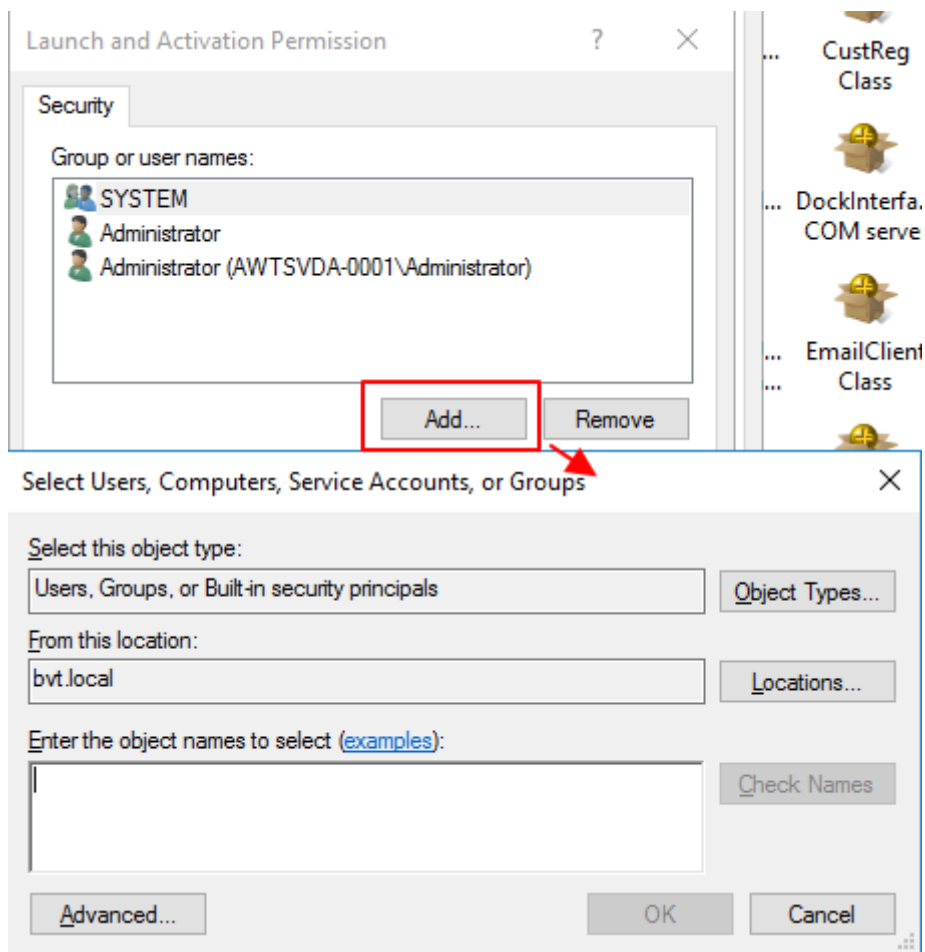 Launch and Activation Permission
?
Security
Group or user names:
SYSTEM
Administrator
Administrator (AWTSVDA-0001\Administrator)
Add...
Remove
...
CustReg
Class
... DockInterfa.
COM serve
... EmailClient
... Class
Select Users, Computers, Service Accounts, or Groups
Select this object type:
Users, Groups, or Built-in security principals
Object Types...
From this location:
bvt.local
Locations...
Enter the object names to select (examples):
Check Names
Advanced...
OK
Cancel